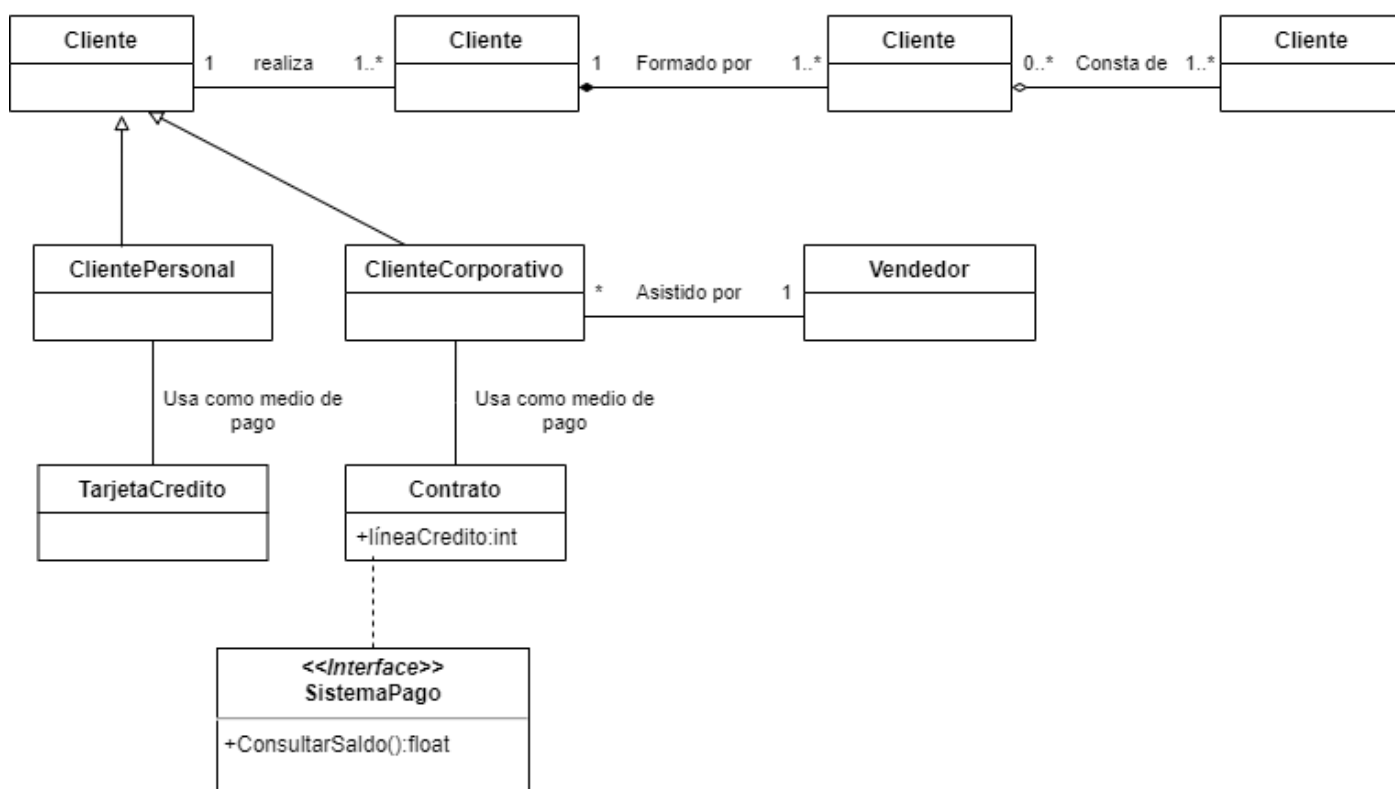 Cliente
Cliente
Cliente
Cliente
1 realiza 1..*
1 Formado por 1..*
0..* Consta de 1..*
ClientePersonal
ClienteCorporativo
Vendedor
* Asistido por 1
Usa como medio de
pago
Usa como medio de
pago
TarjetaCredito
Contrato
+líneaCredito:int
<<Interface>>
SistemaPago
+ConsultarSaldo():float